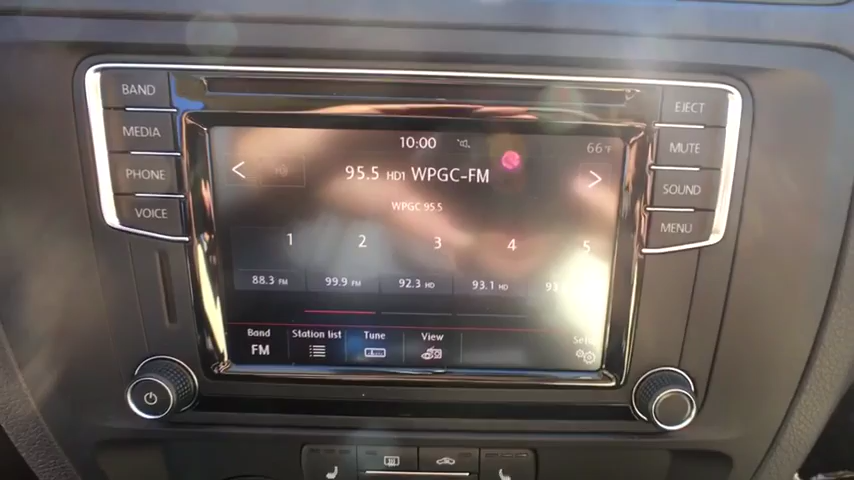 BAND
MEDIA
PHONE
VOICE
EJECT
MUTE
SOUND
MENU
10:00
66°F
95.5 HD1 WPGC-FM
WPGC 95.5
1 2 3 4 5
88.3 FM 99.9 FM 92.3 HD 93.1 HD
Band Station list Tune View
FM